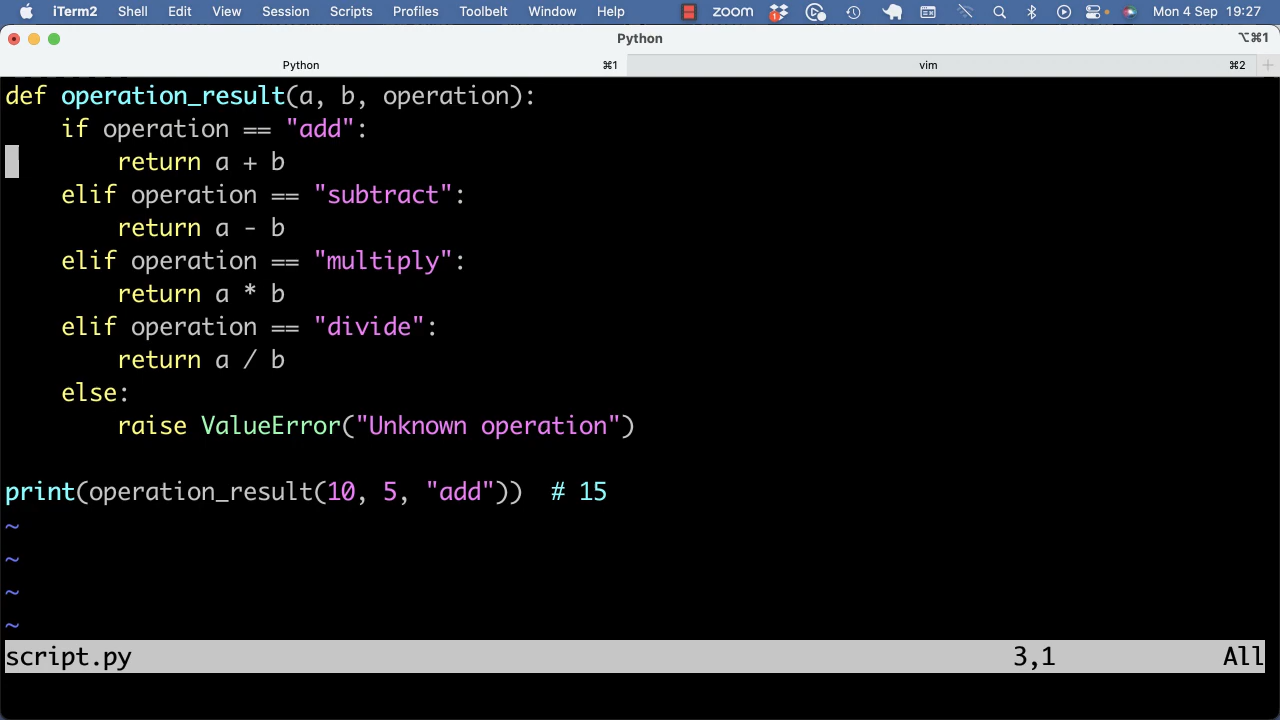 iTerm2 Shell Edit View Session Scripts Profiles Toolbelt Window Help zoom 1 Mon 4 Sep 19:27
Python ⌥⌘1
Python ⌘1 vim ⌘2 +
def operation_result(a, b, operation):
    if operation == "add":
        return a + b
    elif operation == "subtract":
        return a - b
    elif operation == "multiply":
        return a * b
    elif operation == "divide":
        return a / b
    else:
        raise ValueError("Unknown operation")

print(operation_result(10, 5, "add"))  # 15
~
~
~
~
script.py 3,1 All